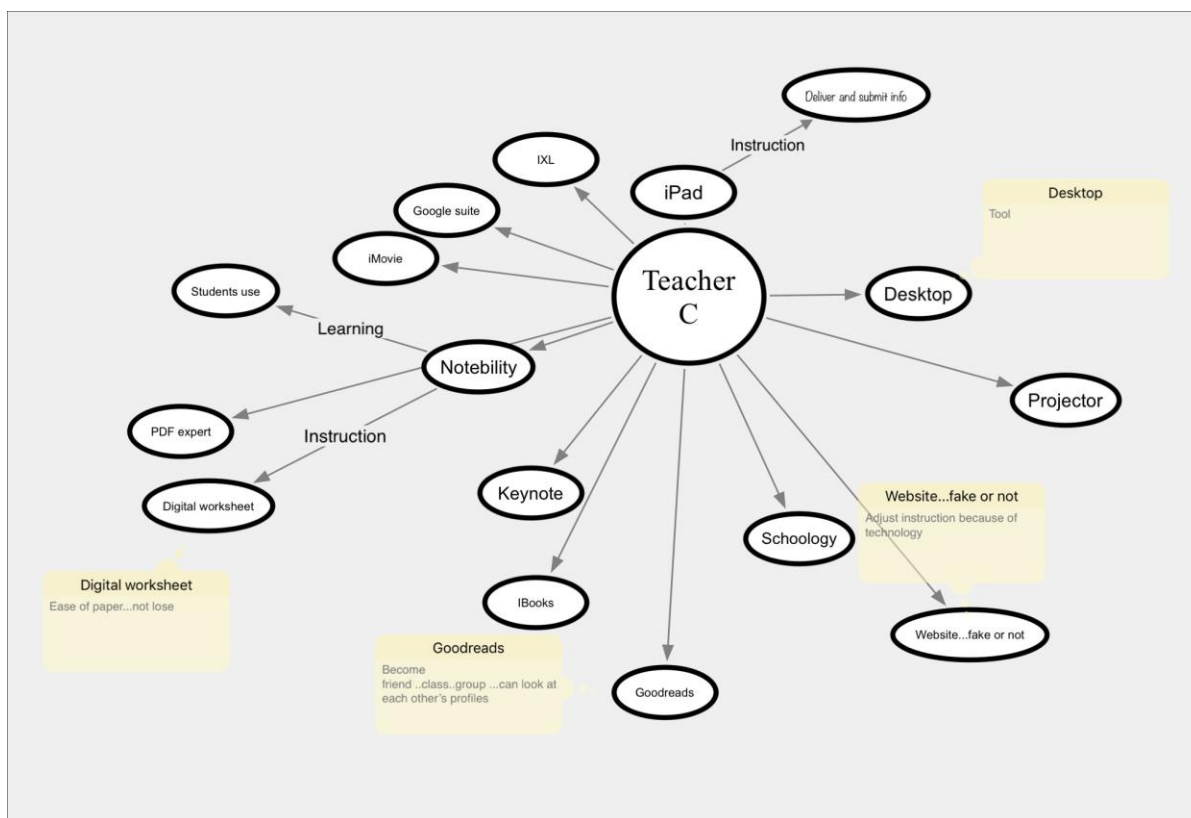 Deliver and submit info
Instruction
IXL
iPad
Desktop
Tool
Google suite
iMovie
Teacher
C
Students use
Desktop
Learning
Notebility
Projector
PDF expert
Instruction
Keynote
Website...fake or not
Adjust instruction because of
technology
Digital worksheet
Schoology
Digital worksheet
Ease of paper...not lose
IBooks
Website...fake or not
Goodreads
Become
friend ..class..group ...can look at
each other's profiles
Goodreads